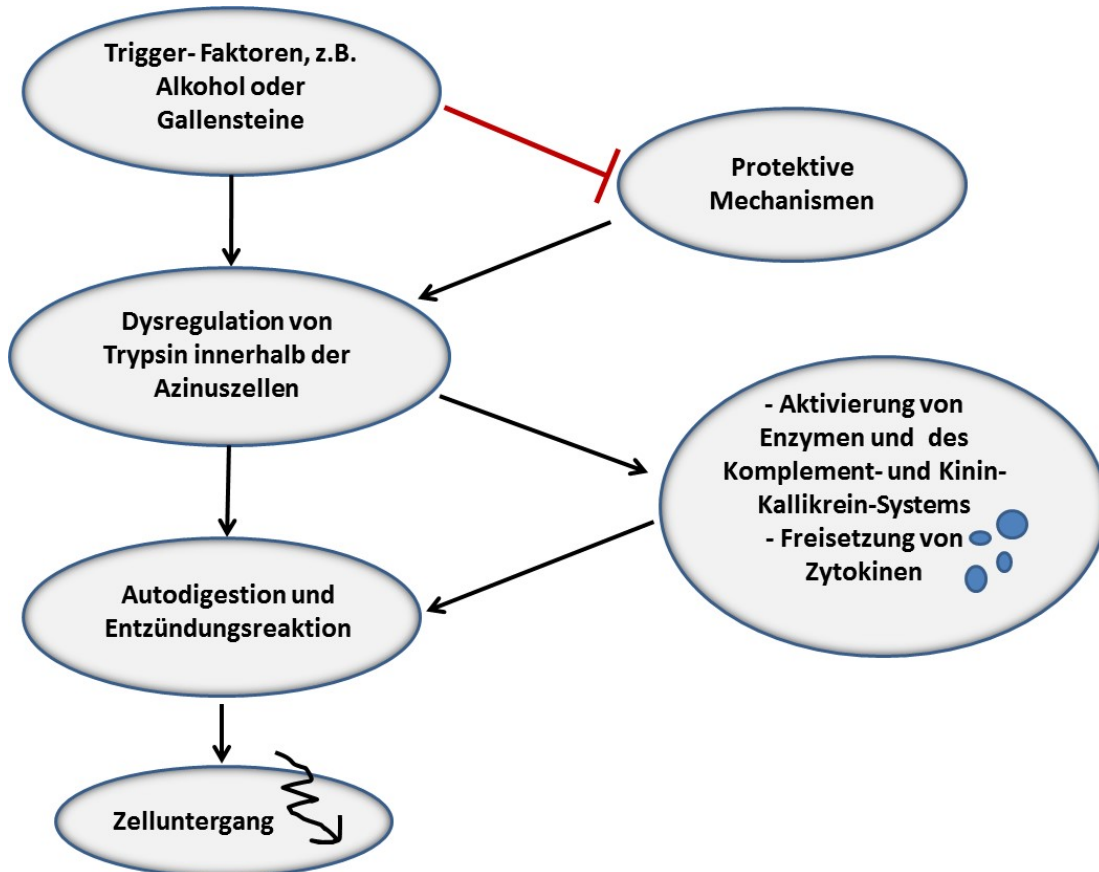 Trigger- Faktoren, z.B.
Alkohol oder
Gallensteine
Protektive
Mechanismen
Dysregulation von
Trypsin innerhalb der
Azinuszellen
- Aktivierung von
Enzymen und des
Komplement- und Kinin-
Kallikrein-Systems
- Freisetzung von
Zytokinen
Autodigestion und
Entzündungsreaktion
Zelluntergang